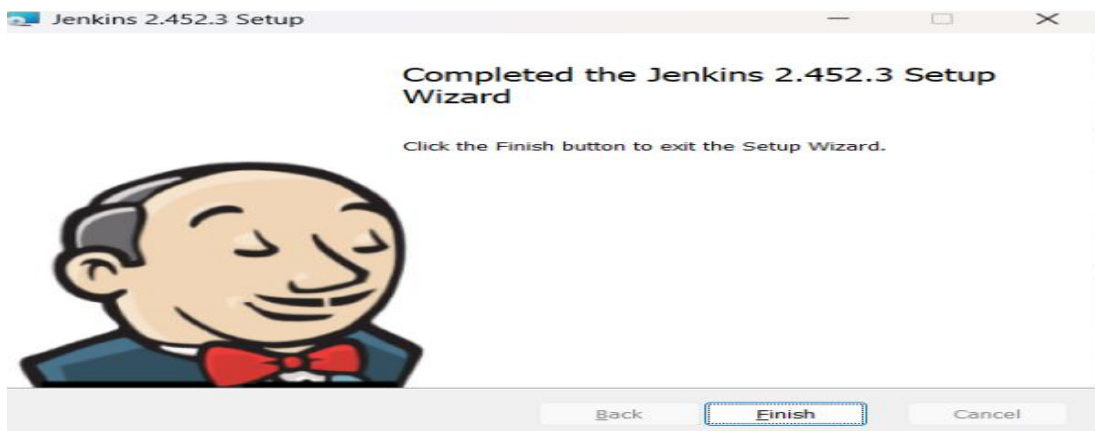 Jenkins 2.452.3 Setup
Completed the Jenkins 2.452.3 Setup
Wizard
Click the Finish button to exit the Setup Wizard.
Back Finish Cancel